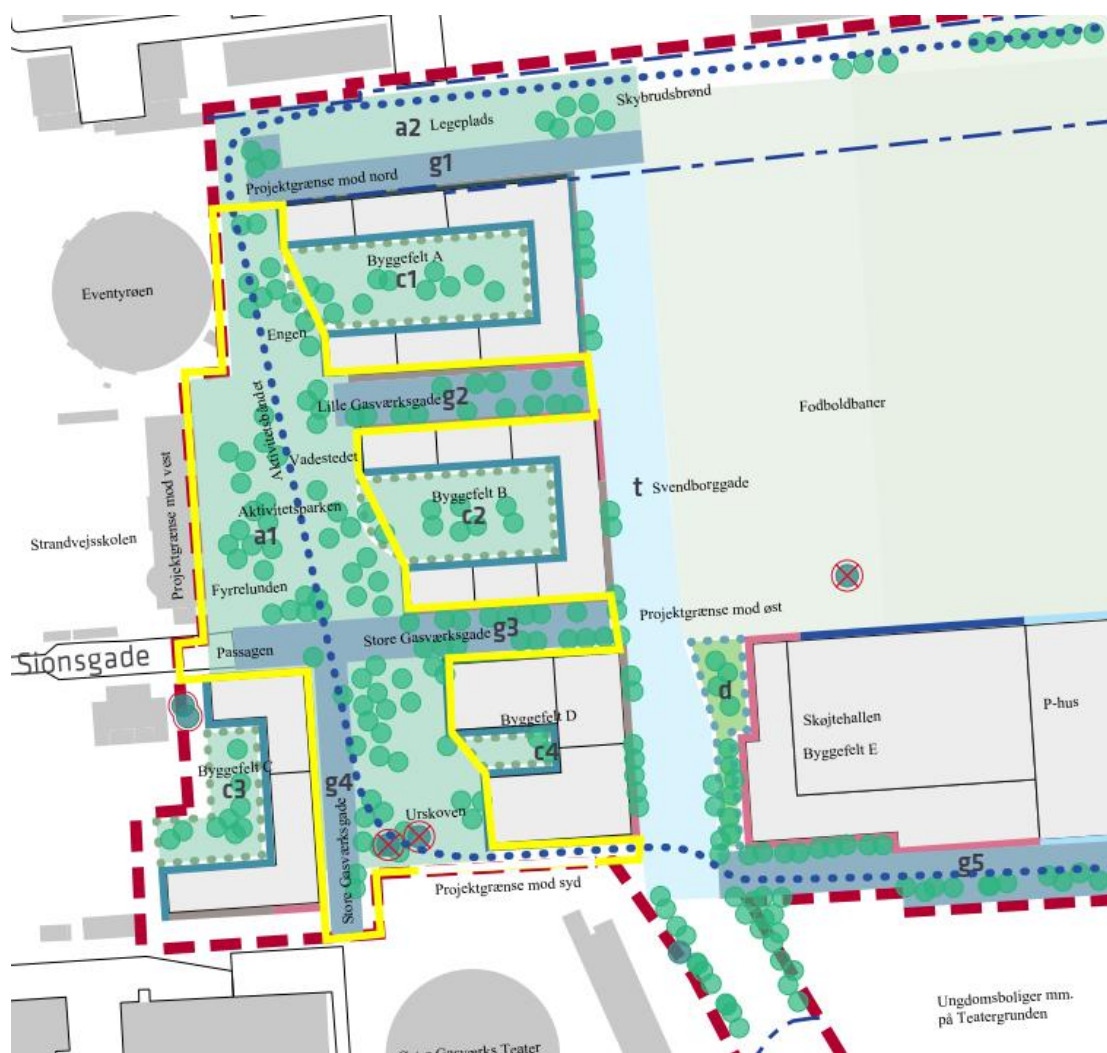 Skybrudsbrønd
a2 Legeplads
g1
Projektgrænse mod nord
Byggefelt A
c1
Eventyrøen
Engen
Aktivitetsbåndet
Lille Gasværksgade g2
Fodboldbaner
Vadestedet
Projektgrænse mod vest
Byggefelt B
c2
t Svendborggade
Aktivitetsparken
a1
Strandvejsskolen
Fyrrelunden
Projektgrænse mod øst
Store Gasværksgade g3
Sionsgade
Passagen
d
P-hus
Byggefelt D
Skøjtehallen
c4
Byggefelt E
Byggefelt C
c3
g4
Urskoven
Store Gasværksgade
g5
Projektgrænse mod syd
Ungdomsboliger mm.
på Teatergrunden
Gasværks Teater